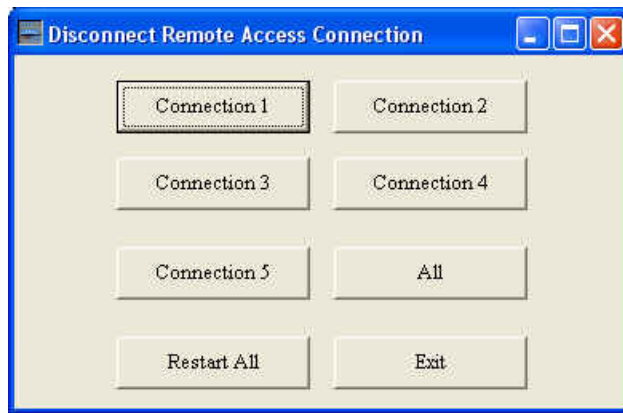 Disconnect Remote Access Connection
Connection 1 Connection 2
Connection 3 Connection 4
Connection 5 All
Restart All Exit